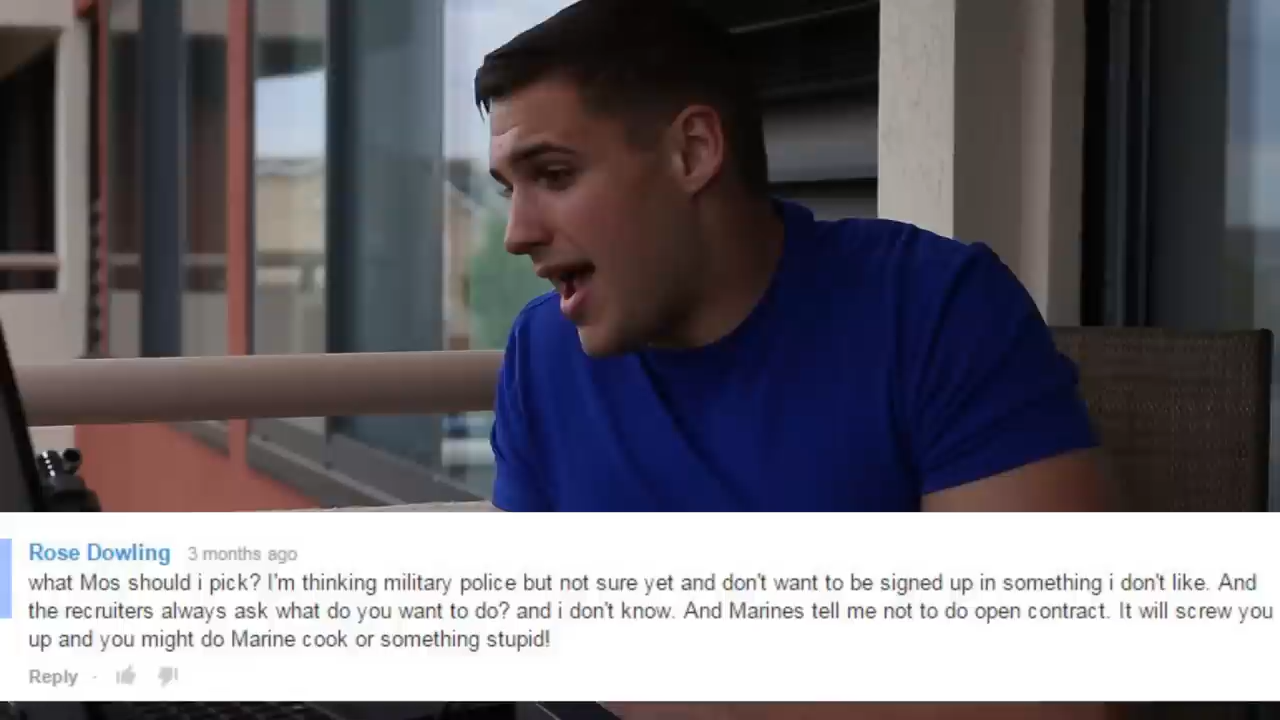 Rose Dowling 3 months ago
what Mos should i pick? I'm thinking military police but not sure yet and don't want to be signed up in something i don't like. And
the recruiters always ask what do you want to do? and i don't know. And Marines tell me not to do open contract. It will screw you
up and you might do Marine cook or something stupid!
Reply ·